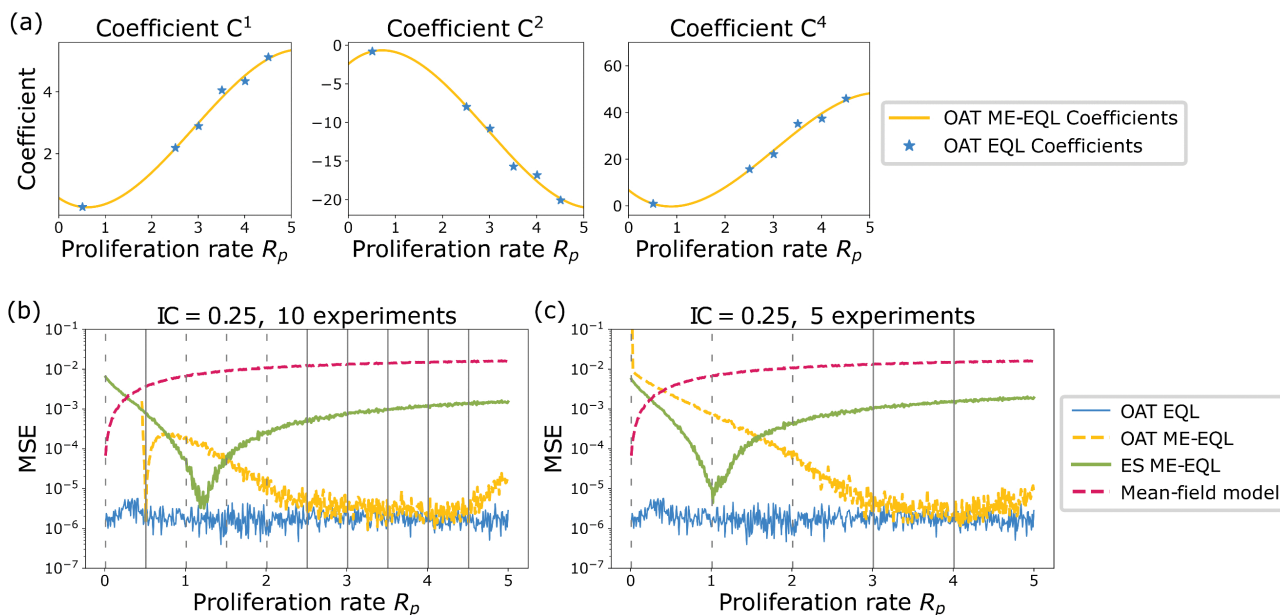 (a)
Coefficient C¹
Coefficient C²
Coefficient C⁴
Coefficient
4
2
0 1 2 3 4 5
Proliferation rate Rₚ
0
−5
−10
−15
−20
0 1 2 3 4 5
Proliferation rate Rₚ
60
40
20
0
0 1 2 3 4 5
Proliferation rate Rₚ
OAT ME-EQL Coefficients
OAT EQL Coefficients
(b)
IC = 0.25, 10 experiments
MSE
10⁻¹
10⁻²
10⁻³
10⁻⁴
10⁻⁵
10⁻⁶
10⁻⁷
0 1 2 3 4 5
Proliferation rate Rₚ
(c)
IC = 0.25, 5 experiments
MSE
10⁻¹
10⁻²
10⁻³
10⁻⁴
10⁻⁵
10⁻⁶
10⁻⁷
0 1 2 3 4 5
Proliferation rate Rₚ
OAT EQL
OAT ME-EQL
ES ME-EQL
Mean-field model